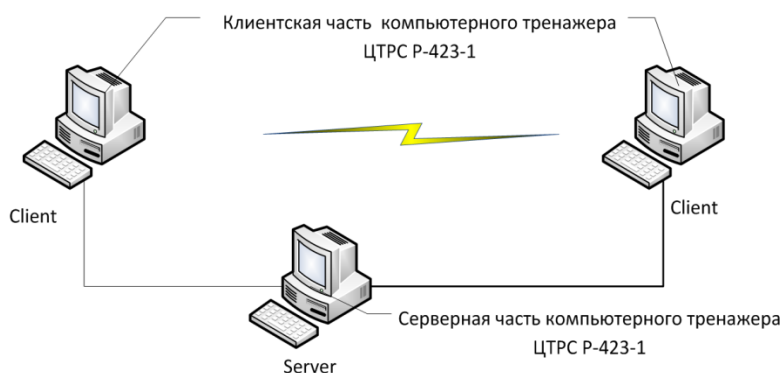 Клиентская часть компьютерного тренажера
ЦТРС Р-423-1
Client
Client
Серверная часть компьютерного тренажера
ЦТРС Р-423-1
Server